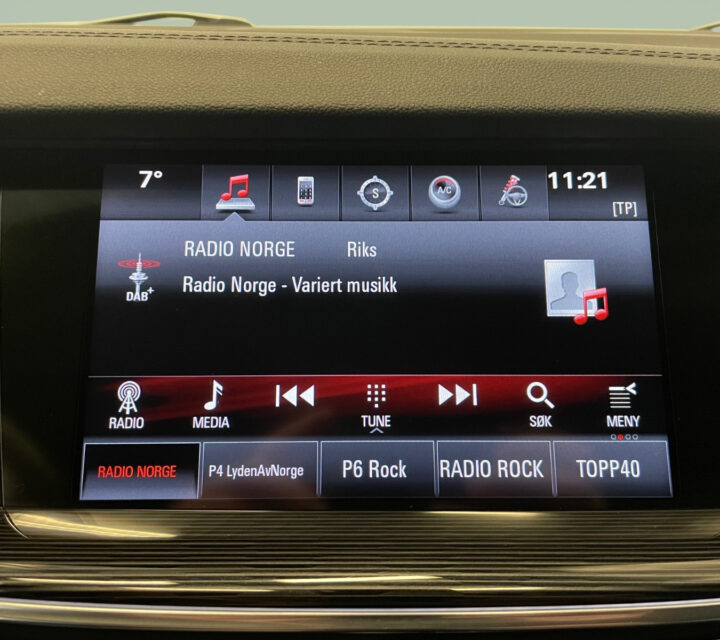 7° 11:21
S A/C
[TP]
RADIO NORGE Riks
Radio Norge - Variert musikk
DAB+
RADIO MEDIA TUNE SØK MENY
RADIO NORGE P4 LydenAvNorge P6 Rock RADIO ROCK TOPP40